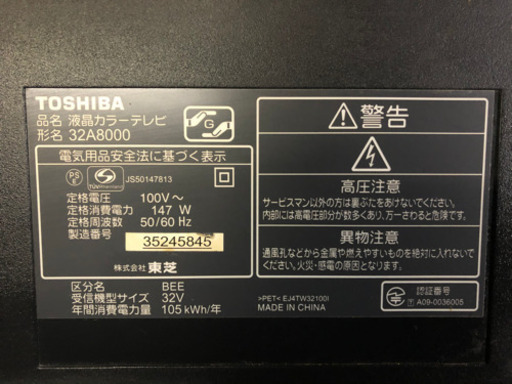 TOSHIBA
品名 液晶カラーテレビ
形名 32A8000
G
電気用品安全法に基づく表示
PS
E
TÜVRheinland
JS50147813
定格電圧 100V～
定格消費電力 147 W
定格周波数 50/60 Hz
製造番号 35245845
株式会社 東芝
区分名 BEE
受信機型サイズ 32V
年間消費電力量 105 kWh/年
警告
高圧注意
サービスマン以外の方は裏ぶたをあけないでください。
内部には高電圧部分が数多くあり、万一さわると危険です。
異物注意
通風孔などから金属や燃えやすいものを絶対に入れないで
ください。火災・感電の原因になります。
>PET< EJ4TW32100I
MADE IN CHINA
認証番号
T A09-0036005